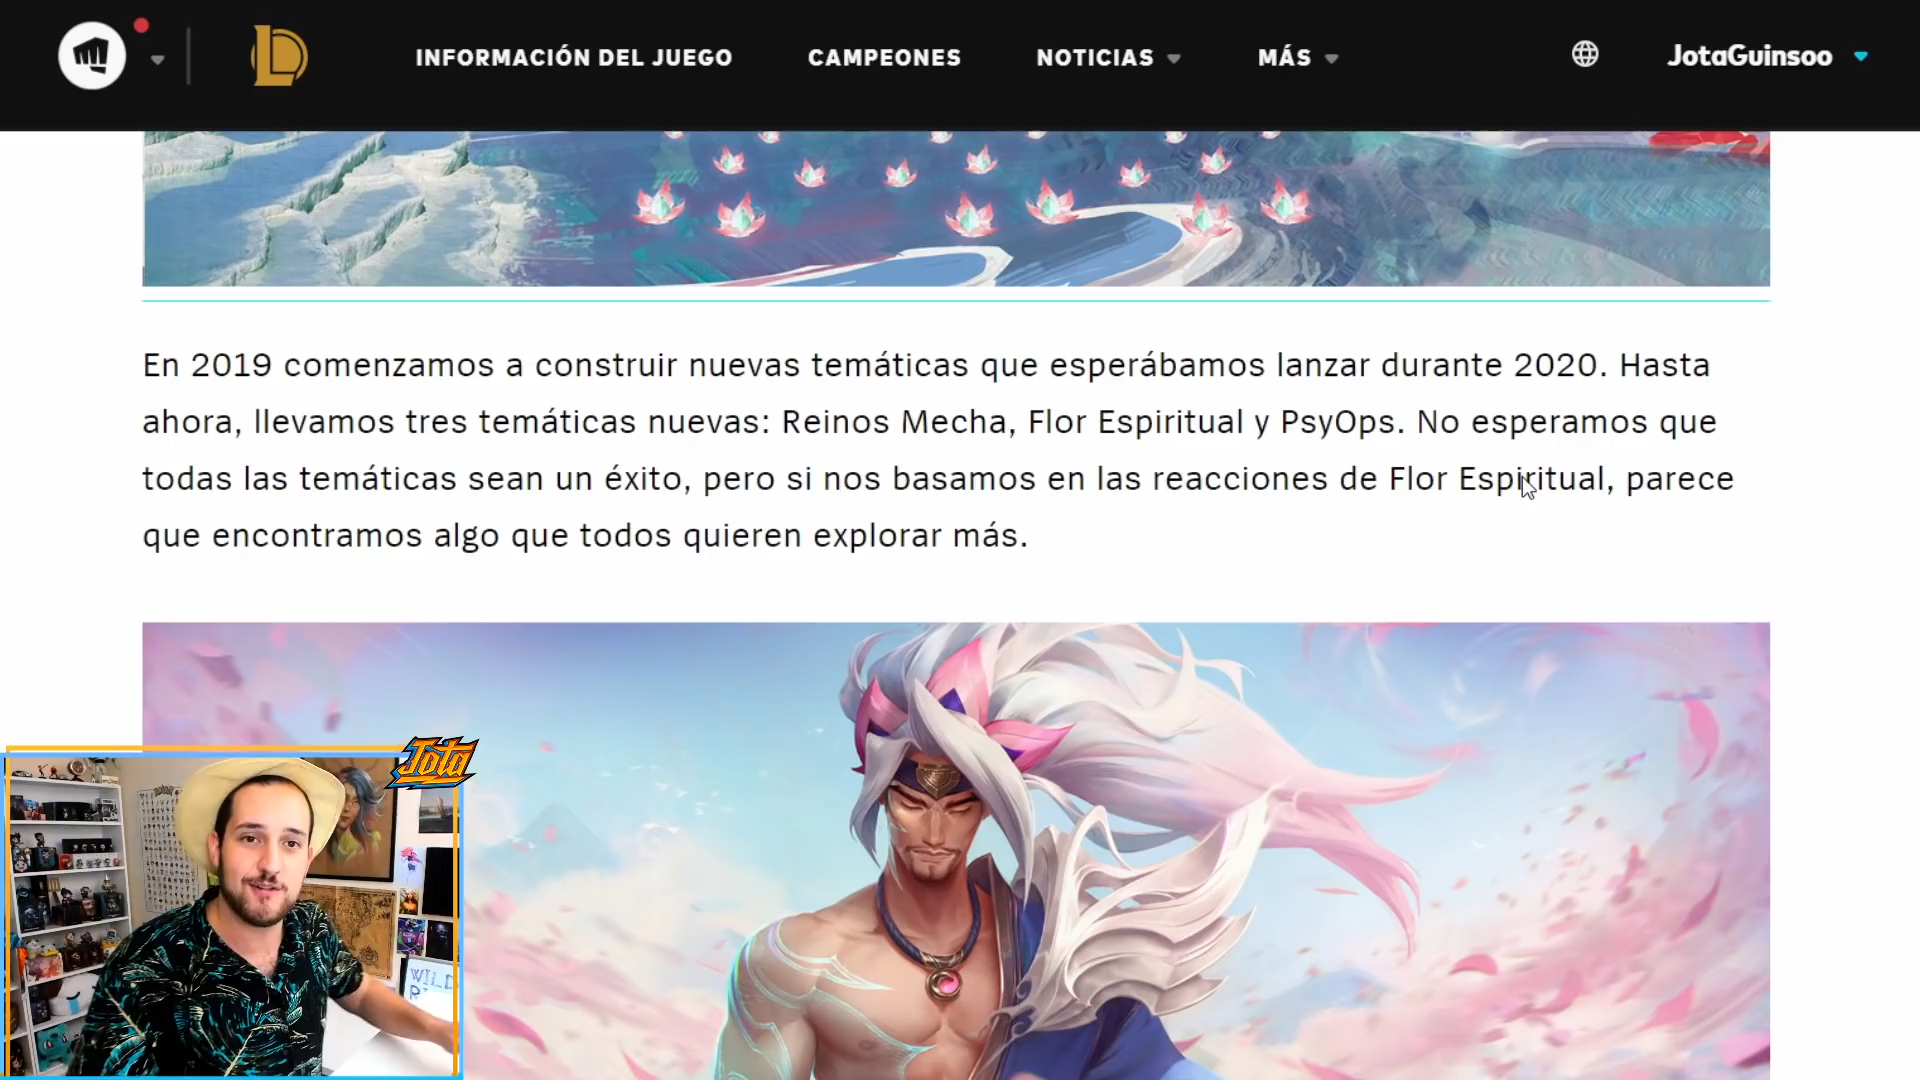 INFORMACIÓN DEL JUEGO CAMPEONES NOTICIAS MÁS JotaGuinsoo
En 2019 comenzamos a construir nuevas temáticas que esperábamos lanzar durante 2020. Hasta
ahora, llevamos tres temáticas nuevas: Reinos Mecha, Flor Espiritual y PsyOps. No esperamos que
todas las temáticas sean un éxito, pero si nos basamos en las reacciones de Flor Espiritual, parece
que encontramos algo que todos quieren explorar más.
Jota
WILD